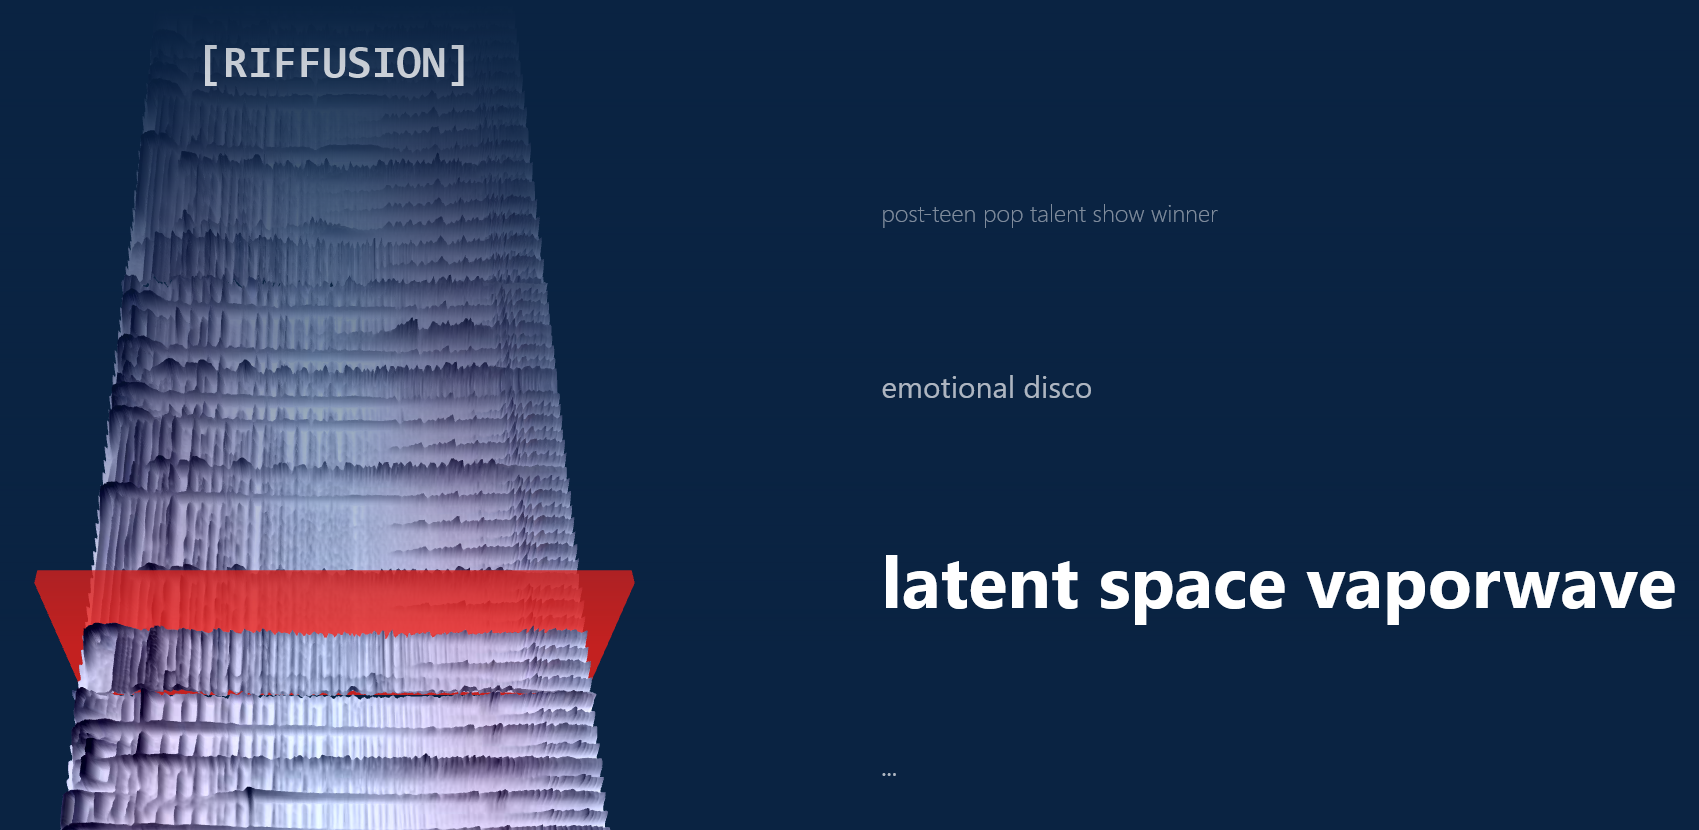 [RIFFUSION]
post-teen pop talent show winner
emotional disco
latent space vaporwave
...